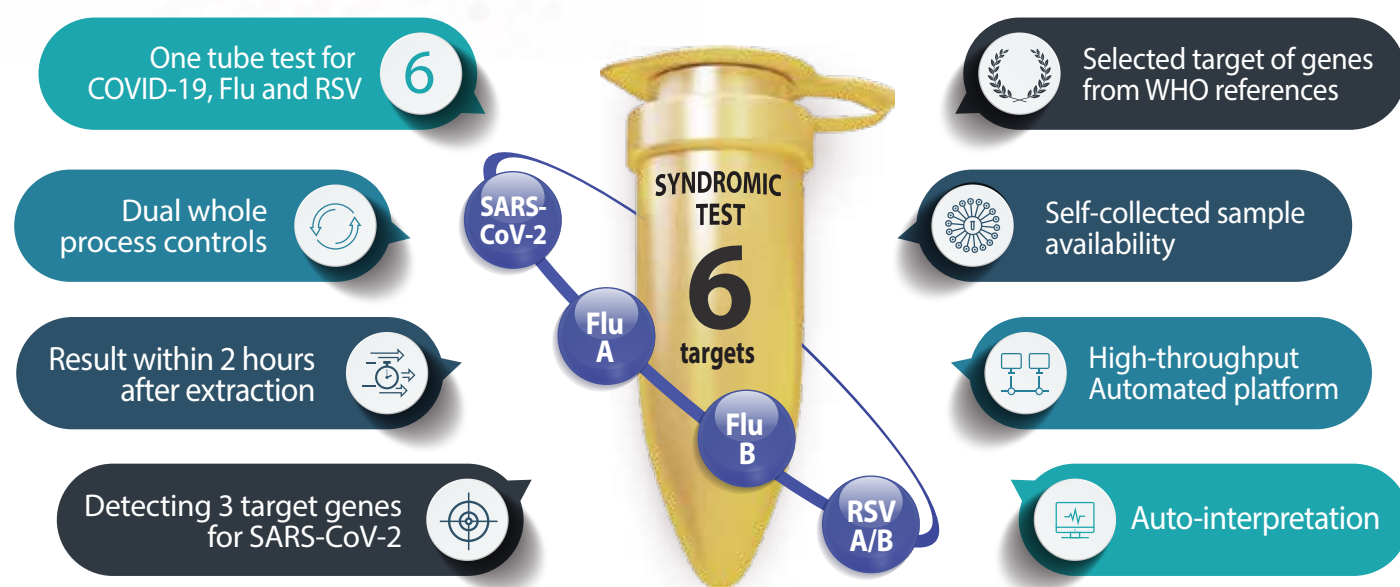 One tube test for
COVID-19, Flu and RSV
6
Dual whole
process controls
Result within 2 hours
after extraction
Detecting 3 target genes
for SARS-CoV-2
SYNDROMIC
TEST
6
targets
SARS-
CoV-2
Flu
A
Flu
B
RSV
A/B
Selected target of genes
from WHO references
Self-collected sample
availability
High-throughput
Automated platform
Auto-interpretation